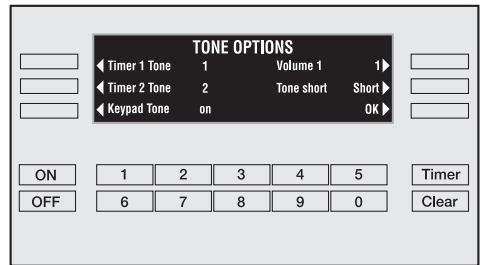 TONE OPTIONS
Timer 1 Tone 1 Volume 1 1
Timer 2 Tone 2 Tone short Short
Keypad Tone on OK
ON 1 2 3 4 5 Timer
OFF 6 7 8 9 0 Clear